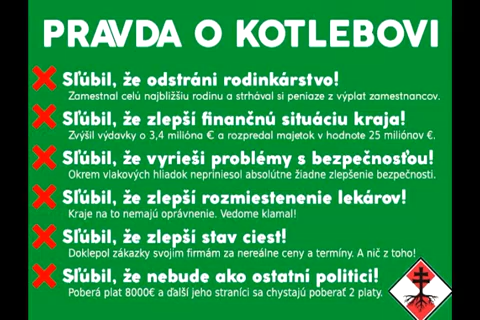 PRAVDA O KOTLEBOVI
Sľúbil, že odstráni rodinkárstvo!
Zamestnal celú najbližšiu rodinu a strhával si peniaze z výplat zamestnancov.
Sľúbil, že zlepší finančnú situáciu kraja!
Zvýšil výdavky o 3,4 milióna € a rozpredal majetok v hodnote 25 miliónov €.
Sľúbil, že vyrieši problémy s bezpečnosťou!
Okrem vlakových hliadok nepriniesol absolútne žiadne zlepšenie bezpečnosti.
Sľúbil, že zlepší rozmiestenenie lekárov!
Kraje na to nemajú oprávnenie. Vedome klamal!
Sľúbil, že zlepší stav ciest!
Doklepol zákazky svojim firmám za nereálne ceny a termíny. A nič z toho!
Sľúbil, že nebude ako ostatní politici!
Poberá plat 8000€ a ďalší jeho straníci sa chystajú poberať 2 platy.